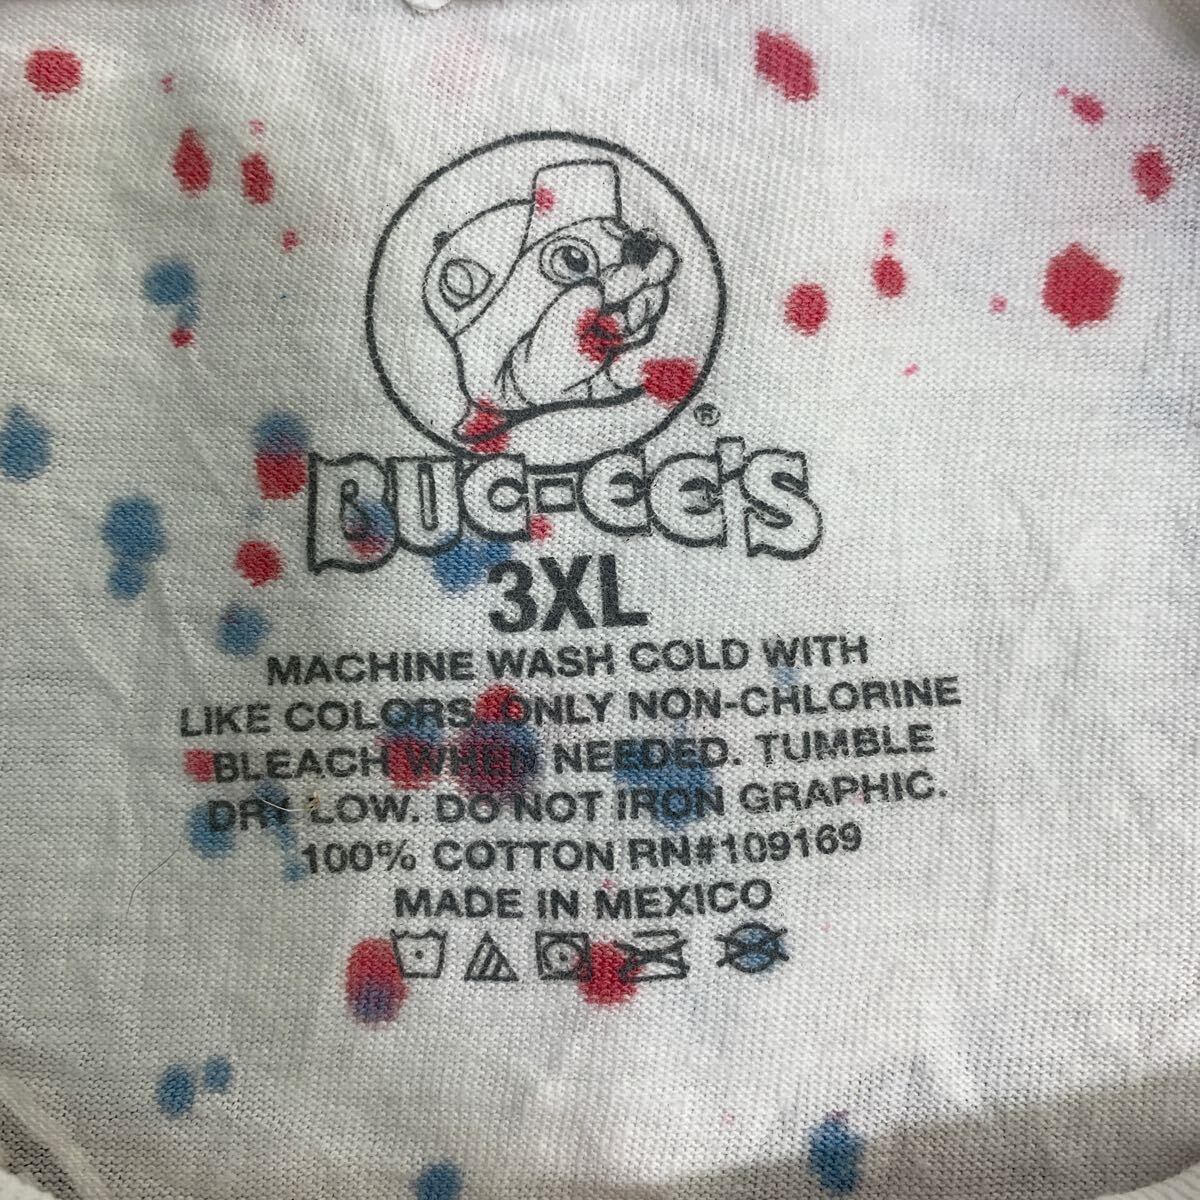 ®
BUC-EE'S
3XL
MACHINE WASH COLD WITH
LIKE COLORS. ONLY NON-CHLORINE
BLEACH WHEN NEEDED. TUMBLE
DRY LOW. DO NOT IRON GRAPHIC.
100% COTTON RN#109169
MADE IN MEXICO